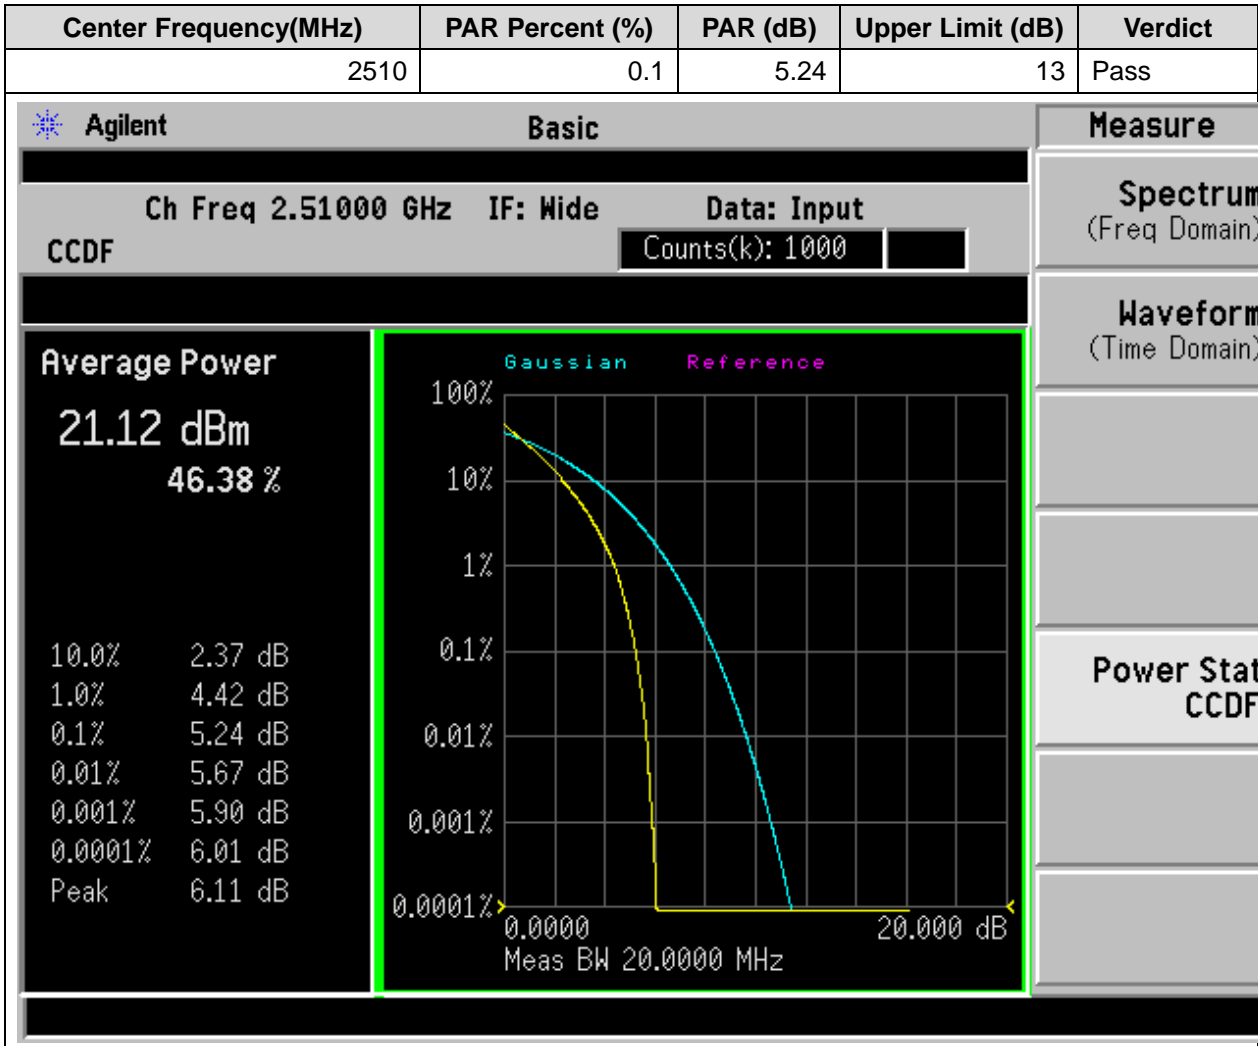 Center Frequency(MHz) PAR Percent (%) PAR (dB) Upper Limit (dB) Verdict
2510 0.1 5.24 13 Pass
Agilent Basic Measure
Ch Freq 2.51000 GHz IF: Wide Data: Input
CCDF Counts(k): 1000
Spectrum
(Freq Domain)
Waveform
(Time Domain)
Power Stat
CCDF
Average Power
21.12 dBm
46.38 %
10.0% 2.37 dB
1.0% 4.42 dB
0.1% 5.24 dB
0.01% 5.67 dB
0.001% 5.90 dB
0.0001% 6.01 dB
Peak 6.11 dB
Gaussian Reference
100%
10%
1%
0.1%
0.01%
0.001%
0.0001%
0.0000 20.000 dB
Meas BW 20.0000 MHz